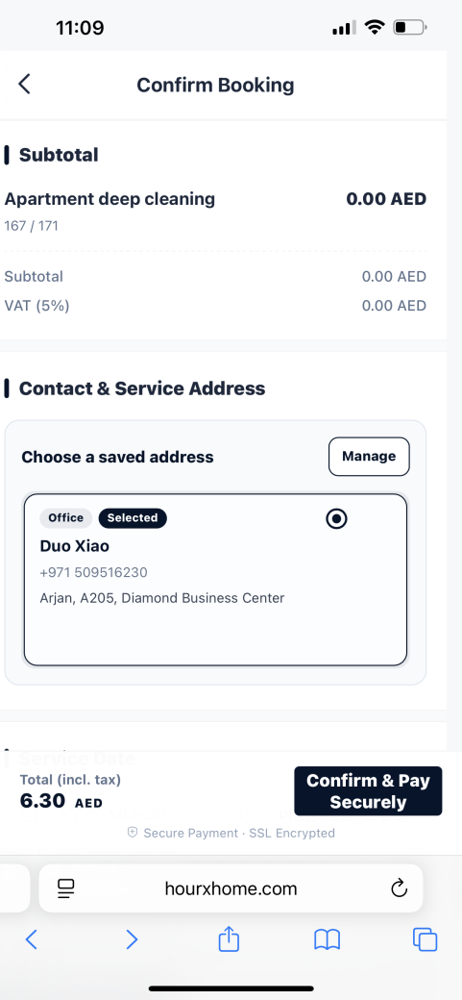 11:09
Confirm Booking
Subtotal
Apartment deep cleaning 0.00 AED
167 / 171
Subtotal 0.00 AED
VAT (5%) 0.00 AED
Contact & Service Address
Choose a saved address Manage
Office Selected
Duo Xiao
+971 509516230
Arjan, A205, Diamond Business Center
Service Date
Total (incl. tax)
6.30 AED
Confirm & Pay
Securely
Secure Payment · SSL Encrypted
hourxhome.com